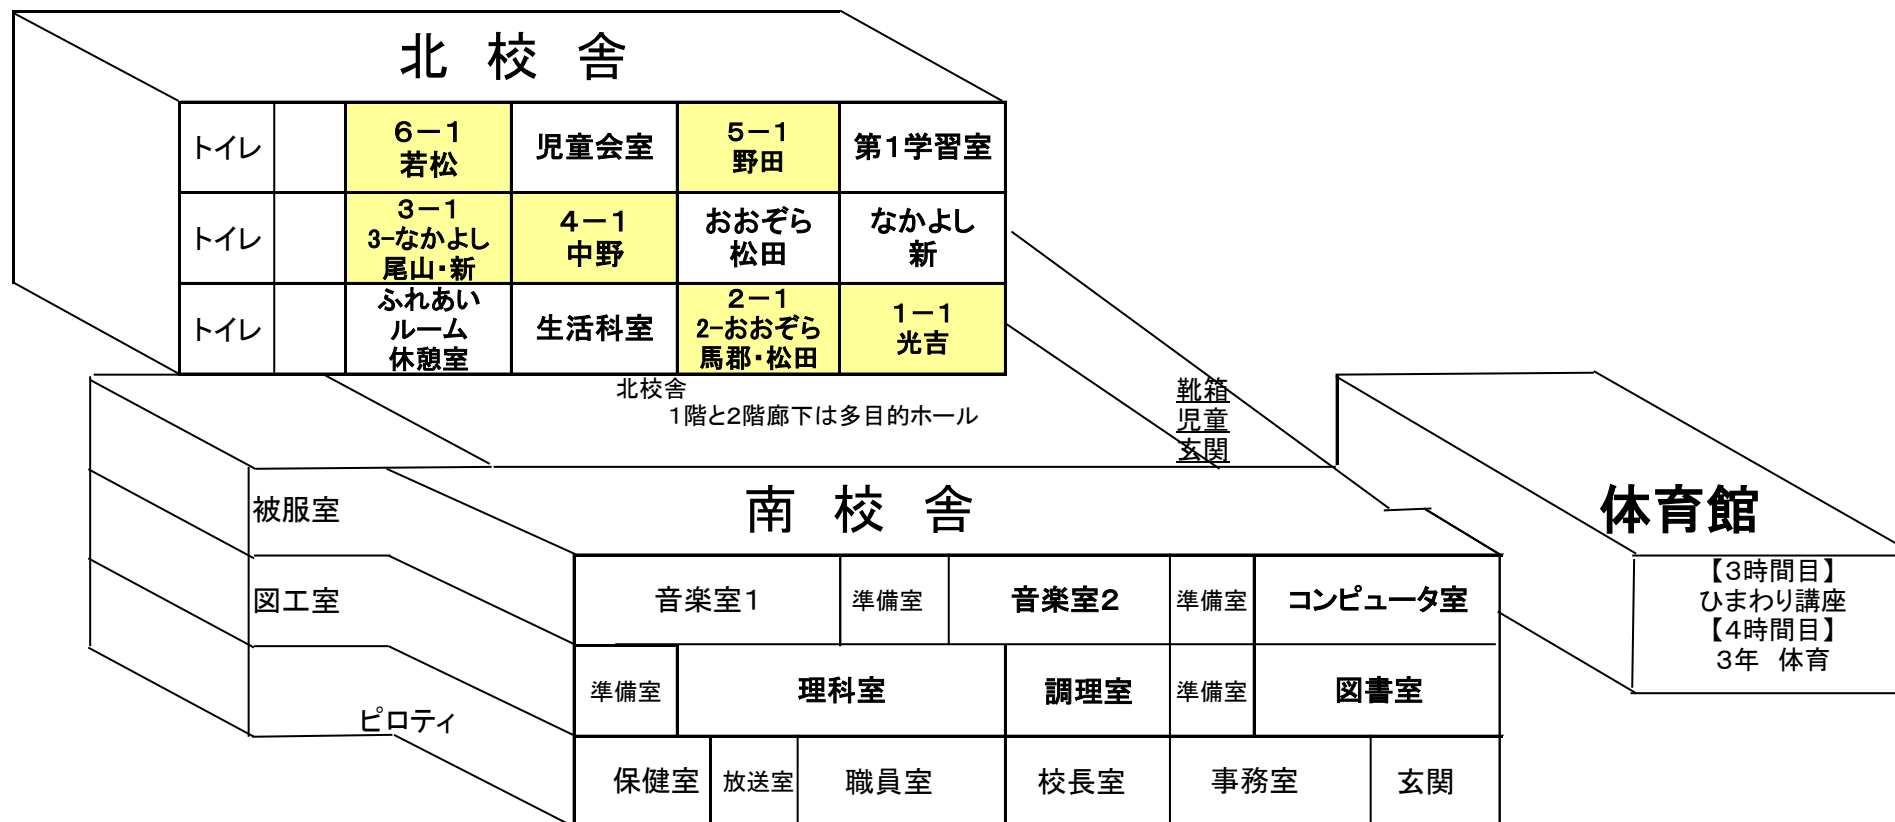 北 校 舎
トイレ
6－1
若松
児童会室
5－1
野田
第1学習室
トイレ
3－1
3-なかよし
尾山・新
4－1
中野
おおぞら
松田
なかよし
新
トイレ
ふれあい
ルーム
休憩室
生活科室
2－1
2-おおぞら
馬郡・松田
1－1
光吉
北校舎
1階と2階廊下は多目的ホール
靴箱
児童
玄関
南 校 舎
体育館
被服室
図工室
ピロティ
音楽室1
準備室
音楽室2
準備室
コンピュータ室
準備室
理科室
調理室
準備室
図書室
保健室
放送室
職員室
校長室
事務室
玄関
【3時間目】
ひまわり講座
【4時間目】
3年 体育